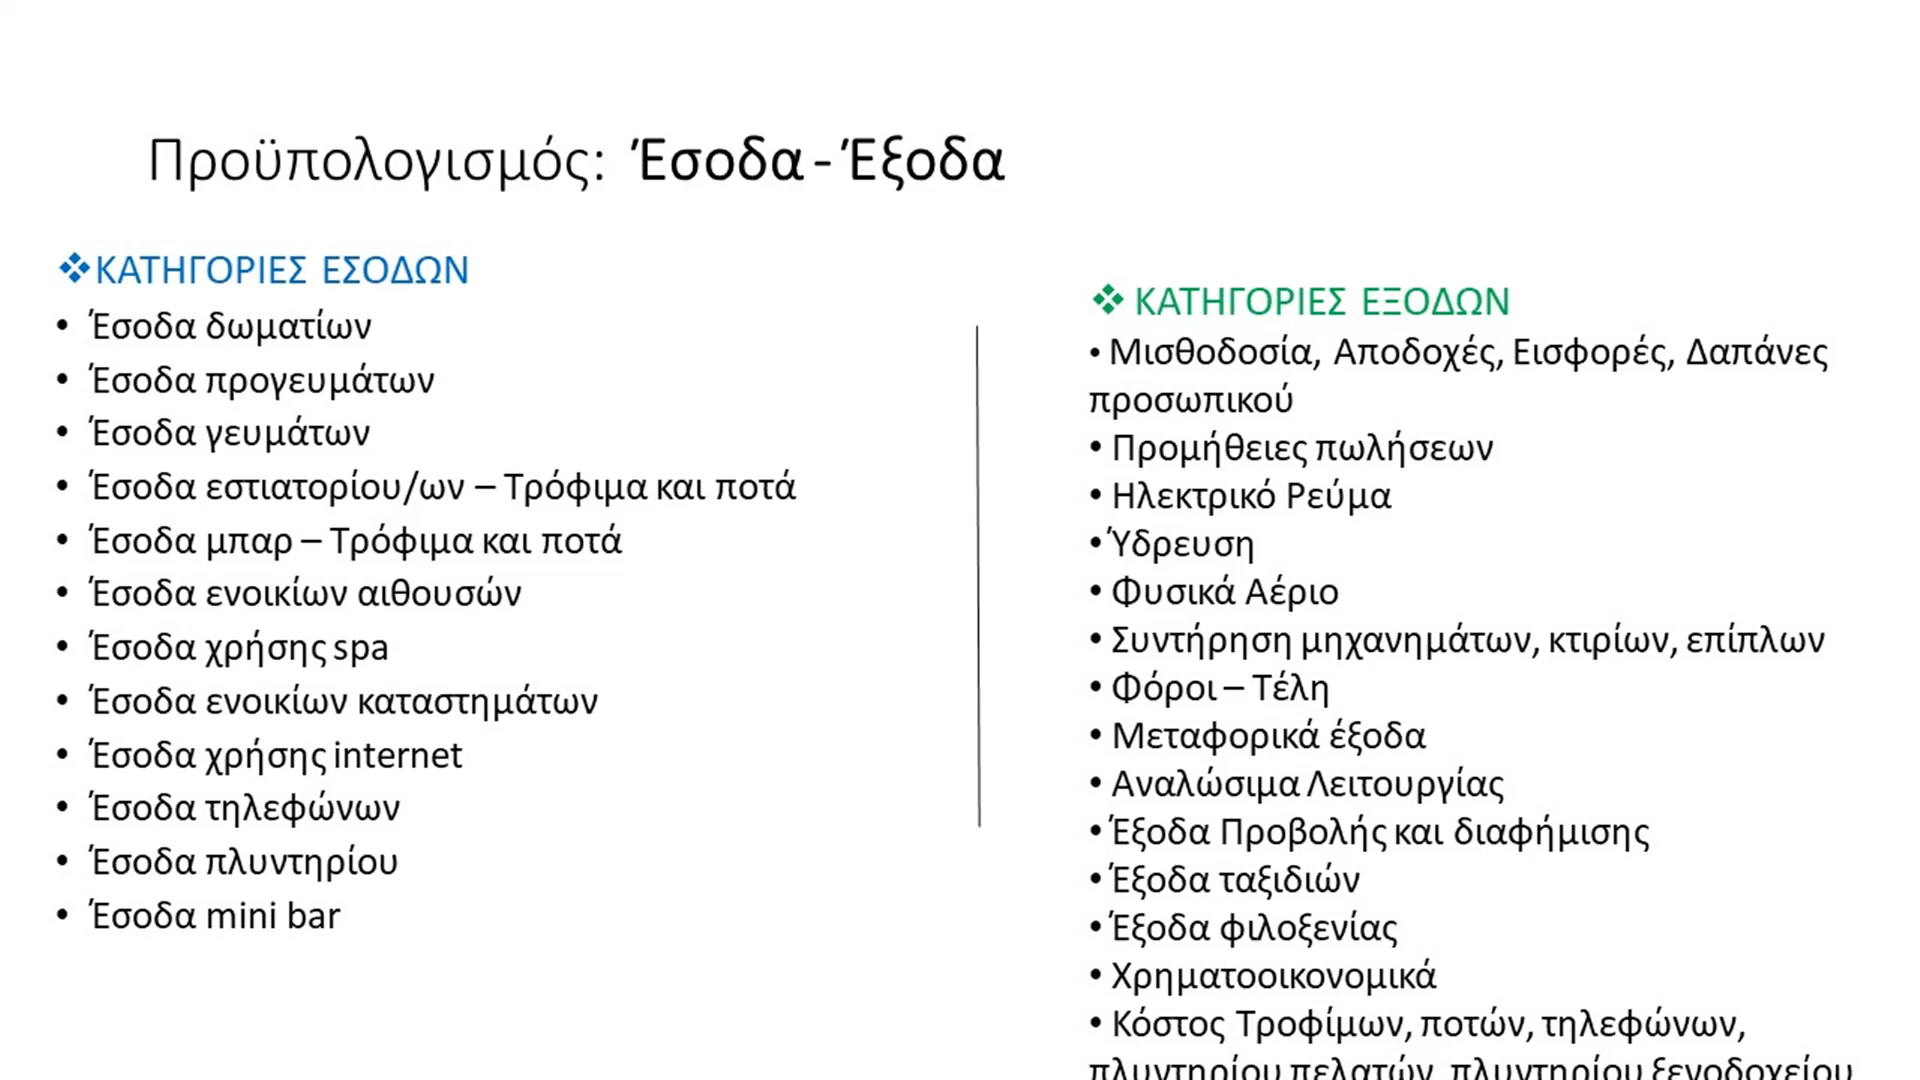 Προϋπολογισμός: Έσοδα - Έξοδα
❖ΚΑΤΗΓΟΡΙΕΣ ΕΣΟΔΩΝ
• Έσοδα δωματίων
• Έσοδα προγευμάτων
• Έσοδα γευμάτων
• Έσοδα εστιατορίου/ων – Τρόφιμα και ποτά
• Έσοδα μπαρ – Τρόφιμα και ποτά
• Έσοδα ενοικίων αιθουσών
• Έσοδα χρήσης spa
• Έσοδα ενοικίων καταστημάτων
• Έσοδα χρήσης internet
• Έσοδα τηλεφώνων
• Έσοδα πλυντηρίου
• Έσοδα mini bar
❖ ΚΑΤΗΓΟΡΙΕΣ ΕΞΟΔΩΝ
• Μισθοδοσία, Αποδοχές, Εισφορές, Δαπάνες
προσωπικού
• Προμήθειες πωλήσεων
• Ηλεκτρικό Ρεύμα
• Ύδρευση
• Φυσικά Αέριο
• Συντήρηση μηχανημάτων, κτιρίων, επίπλων
• Φόροι – Τέλη
• Μεταφορικά έξοδα
• Αναλώσιμα Λειτουργίας
• Έξοδα Προβολής και διαφήμισης
• Έξοδα ταξιδιών
• Έξοδα φιλοξενίας
• Χρηματοοικονομικά
• Κόστος Τροφίμων, ποτών, τηλεφώνων,
πλυντηρίου πελατών, πλυντηρίου ξενοδοχείου